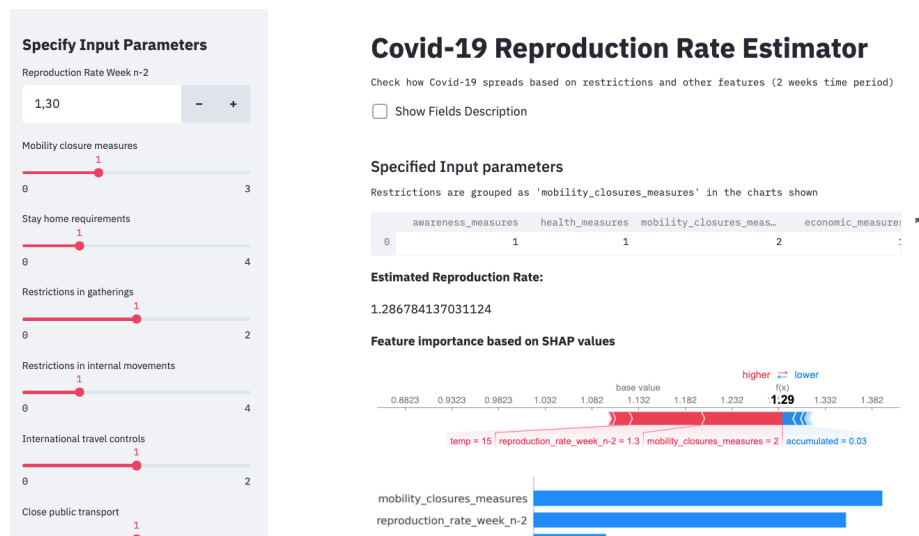 Specify Input Parameters
Reproduction Rate Week n-2
1,30 − +
Mobility closure measures
1
0 3
Stay home requirements
1
0 4
Restrictions in gatherings
1
0 2
Restrictions in internal movements
1
0 4
International travel controls
1
0 2
Close public transport
1
Covid-19 Reproduction Rate Estimator
Check how Covid-19 spreads based on restrictions and other features (2 weeks time period)
Show Fields Description
Specified Input parameters
Restrictions are grouped as 'mobility_closures_measures' in the charts shown
awareness_measures health_measures mobility_closures_meas… economic_measures
0 1 1 2 1
Estimated Reproduction Rate:
1.286784137031124
Feature importance based on SHAP values
higher ⇄ lower
base value f(x)
0.8823 0.9323 0.9823 1.032 1.082 1.132 1.182 1.232 1.29 1.332 1.382
temp = 15 reproduction_rate_week_n-2 = 1.3 mobility_closures_measures = 2 accumulated = 0.03
mobility_closures_measures
reproduction_rate_week_n-2